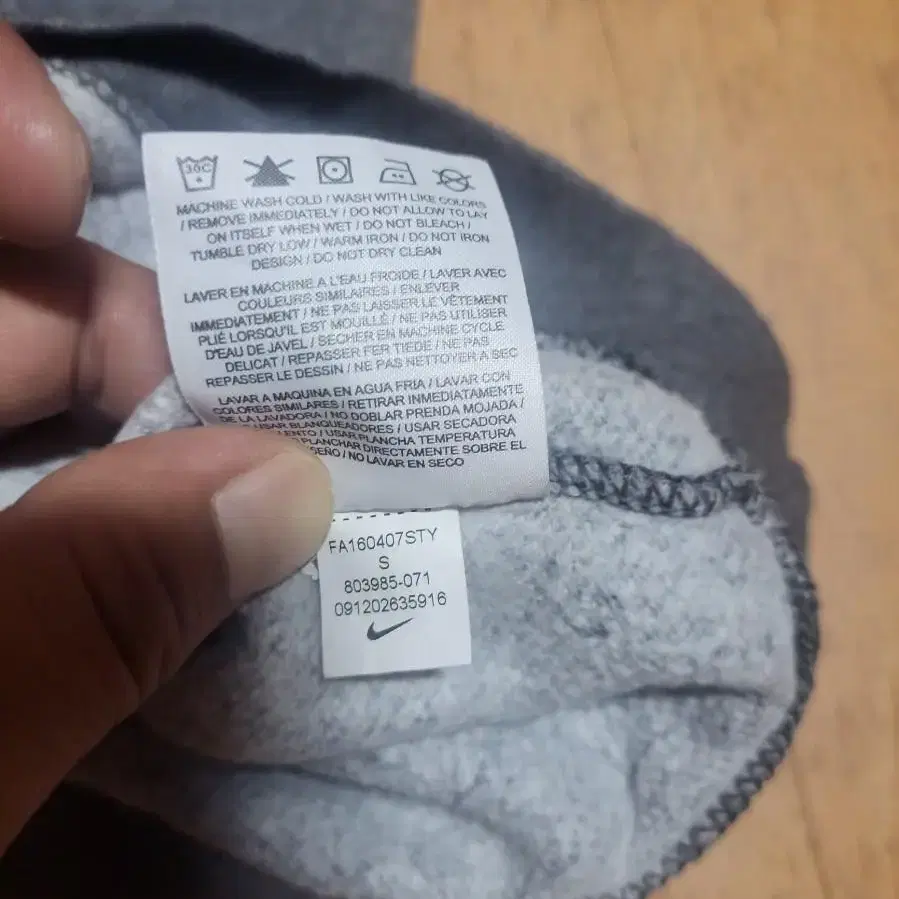 30C
MACHINE WASH COLD / WASH WITH LIKE COLORS
/ REMOVE IMMEDIATELY / DO NOT ALLOW TO LAY
ON ITSELF WHEN WET / DO NOT BLEACH /
TUMBLE DRY LOW / WARM IRON / DO NOT IRON
DESIGN / DO NOT DRY CLEAN
LAVER EN MACHINE A L'EAU FROIDE / LAVER AVEC
COULEURS SIMILAIRES / ENLEVER
IMMEDIATEMENT / NE PAS LAISSER LE VÊTEMENT
PLIÉ LORSQU'IL EST MOUILLÉ / NE PAS UTILISER
D'EAU DE JAVEL / SECHER EN MACHINE CYCLE
DELICAT / REPASSER FER TIEDE / NE PAS
REPASSER LE DESSIN / NE PAS NETTOYER A SEC
LAVAR A MAQUINA EN AGUA FRIA / LAVAR CON
COLORES SIMILARES / RETIRAR INMEDIATAMENTE
DE LA LAVADORA / NO DOBLAR PRENDA MOJADA /
USAR BLANQUEADORES / USAR SECADORA
/ USAR PLANCHA TEMPERATURA
PLANCHAR DIRECTAMENTE SOBRE EL
/ NO LAVAR EN SECO
FA160407STY
S
803985-071
091202635916